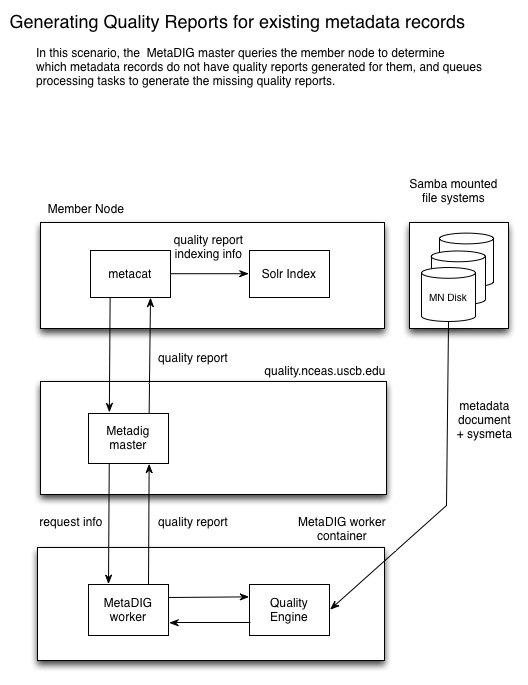 Generating Quality Reports for existing metadata records
In this scenario, the MetaDIG master queries the member node to determine
which metadata records do not have quality reports generated for them, and queues
processing tasks to generate the missing quality reports.
Samba mounted
file systems
Member Node
quality report
indexing info
metacat
Solr Index
MN Disk
quality report
quality.nceas.uscb.edu
metadata
document
+ sysmeta
Metadig
master
request info
quality report
MetaDIG worker
container
MetaDIG
worker
Quality
Engine